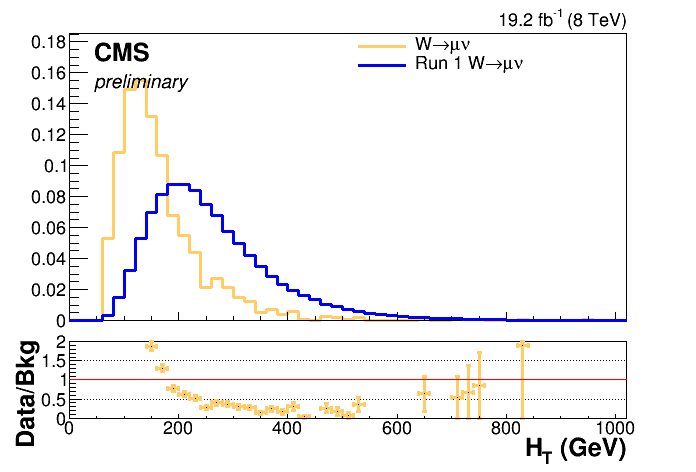 19.2 fb⁻¹ (8 TeV)
CMS
preliminary
W→μν
Run 1 W→μν
0.18
0.16
0.14
0.12
0.1
0.08
0.06
0.04
0.02
0
Data/Bkg
2
1.5
1
0.5
0
0 200 400 600 800 1000
H_T (GeV)